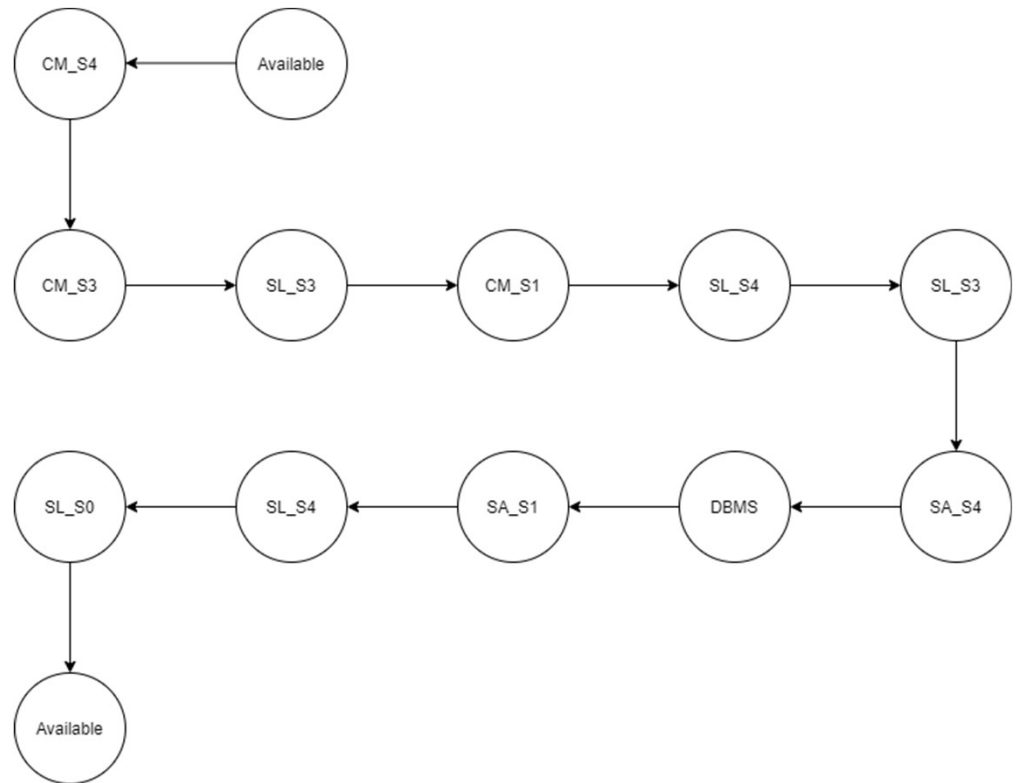 CM_S4
Available
CM_S3
SL_S3
CM_S1
SL_S4
SL_S3
SL_S0
SL_S4
SA_S1
DBMS
SA_S4
Available